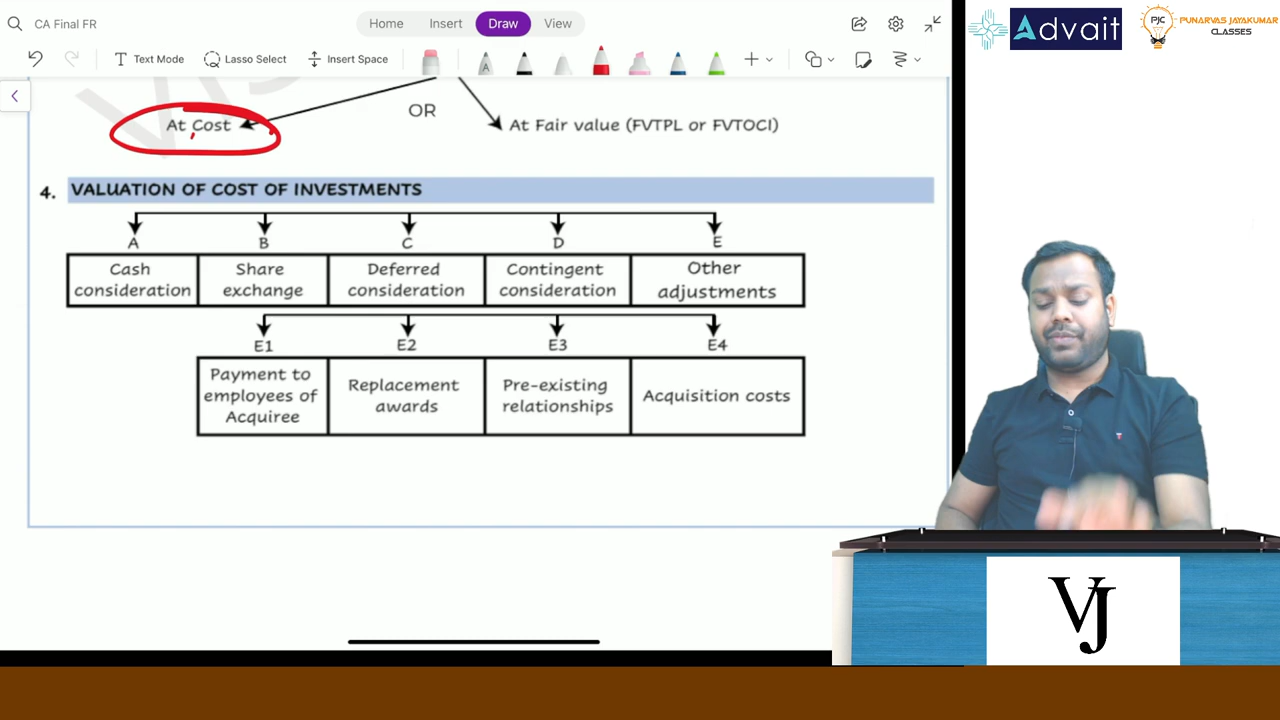 CA Final FR
Home
Insert
Draw
View
Advait
PJC
PUNARVAS JAYAKUMAR
CLASSES
Text Mode
Lasso Select
Insert Space
At Cost
OR
At Fair value (FVTPL or FVTOCI)
4. VALUATION OF COST OF INVESTMENTS
A
B
C
D
E
Cash
consideration
Share
exchange
Deferred
consideration
Contingent
consideration
Other
adjustments
E1
E2
E3
E4
Payment to
employees of
Acquiree
Replacement
awards
Pre-existing
relationships
Acquisition costs
VJ